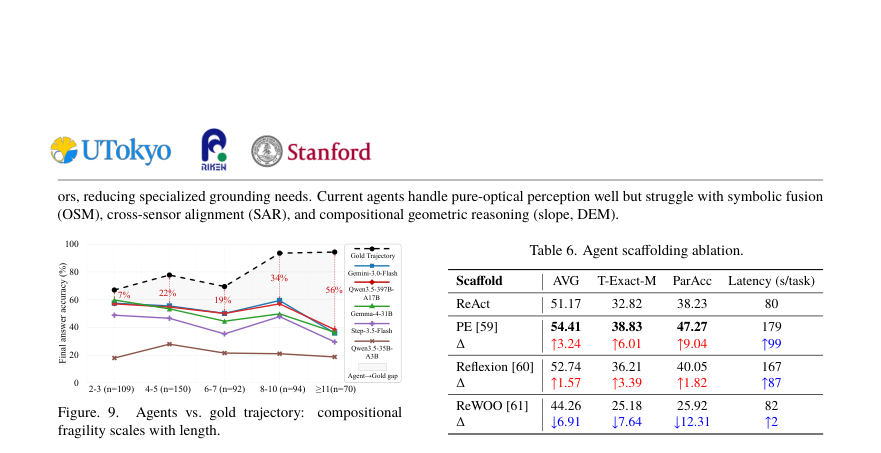 UTokyo
RIKEN
Stanford
ors, reducing specialized grounding needs. Current agents handle pure-optical perception well but struggle with symbolic fusion
(OSM), cross-sensor alignment (SAR), and compositional geometric reasoning (slope, DEM).
Final answer accuracy (%)
100
80
60
40
20
0
7%
22%
19%
34%
56%
2-3 (n=109) 4-5 (n=150) 6-7 (n=92) 8-10 (n=94) ≥11(n=70)
Gold Trajectory
Gemini-3.0-Flash
Qwen3.5-397B-
A17B
Gemma-4-31B
Step-3.5-Flash
Qwen3.5-35B-
A3B
Agent→Gold gap
Figure. 9. Agents vs. gold trajectory: compositional
fragility scales with length.
Table 6. Agent scaffolding ablation.
Scaffold AVG T-Exact-M ParAcc Latency (s/task)
ReAct 51.17 32.82 38.23 80
PE [59] 54.41 38.83 47.27 179
Δ ↑3.24 ↑6.01 ↑9.04 ↑99
Reflexion [60] 52.74 36.21 40.05 167
Δ ↑1.57 ↑3.39 ↑1.82 ↑87
ReWOO [61] 44.26 25.18 25.92 82
Δ ↓6.91 ↓7.64 ↓12.31 ↑2